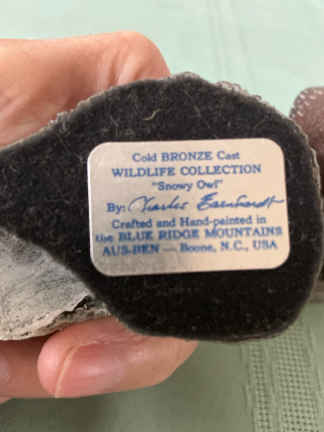 Cold BRONZE Cast
WILDLIFE COLLECTION
"Snowy Owl"
By: Charles Eisenhardt
Crafted and Hand-painted in
the BLUE RIDGE MOUNTAINS
AUS-BEN — Boone, N.C., USA